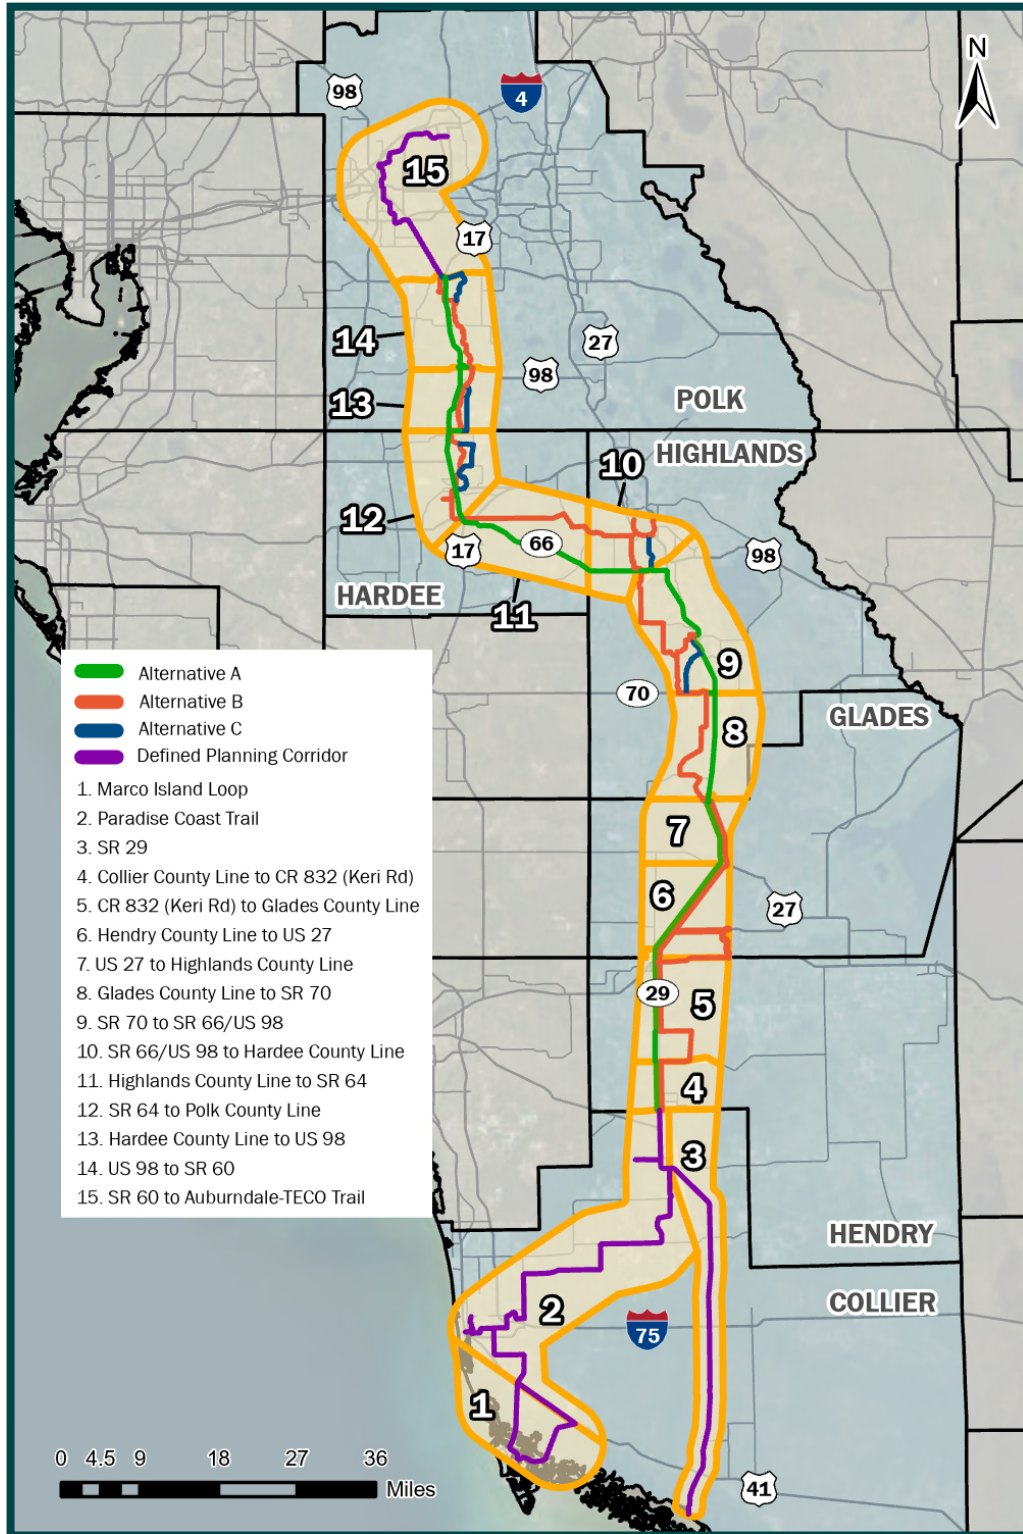 N
98
4
15
17
14
27
98
13
POLK
HIGHLANDS
10
12
17
66
98
HARDEE
11
9
70
GLADES
8
Alternative A
Alternative B
Alternative C
Defined Planning Corridor
1. Marco Island Loop
2. Paradise Coast Trail
3. SR 29
4. Collier County Line to CR 832 (Keri Rd)
5. CR 832 (Keri Rd) to Glades County Line
6. Hendry County Line to US 27
7. US 27 to Highlands County Line
8. Glades County Line to SR 70
9. SR 70 to SR 66/US 98
10. SR 66/US 98 to Hardee County Line
11. Highlands County Line to SR 64
12. SR 64 to Polk County Line
13. Hardee County Line to US 98
14. US 98 to SR 60
15. SR 60 to Auburndale-TECO Trail
7
6
27
29
5
4
3
HENDRY
COLLIER
2
75
1
0 4.5 9 18 27 36
Miles
41